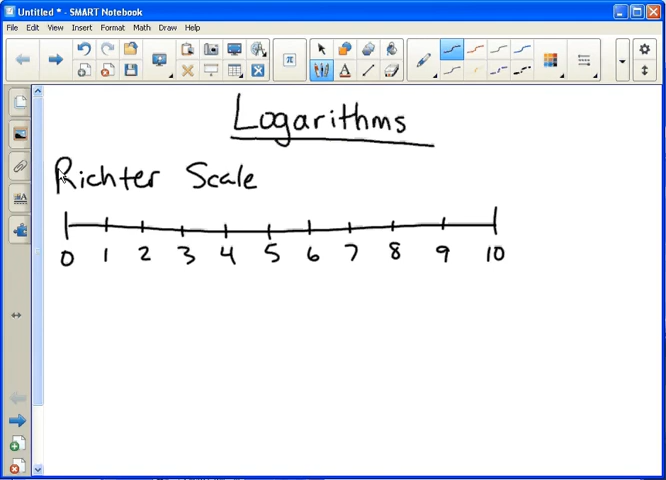 Untitled * - SMART Notebook
File Edit View Insert Format Math Draw Help
Logarithms
Richter Scale
0 1 2 3 4 5 6 7 8 9 10